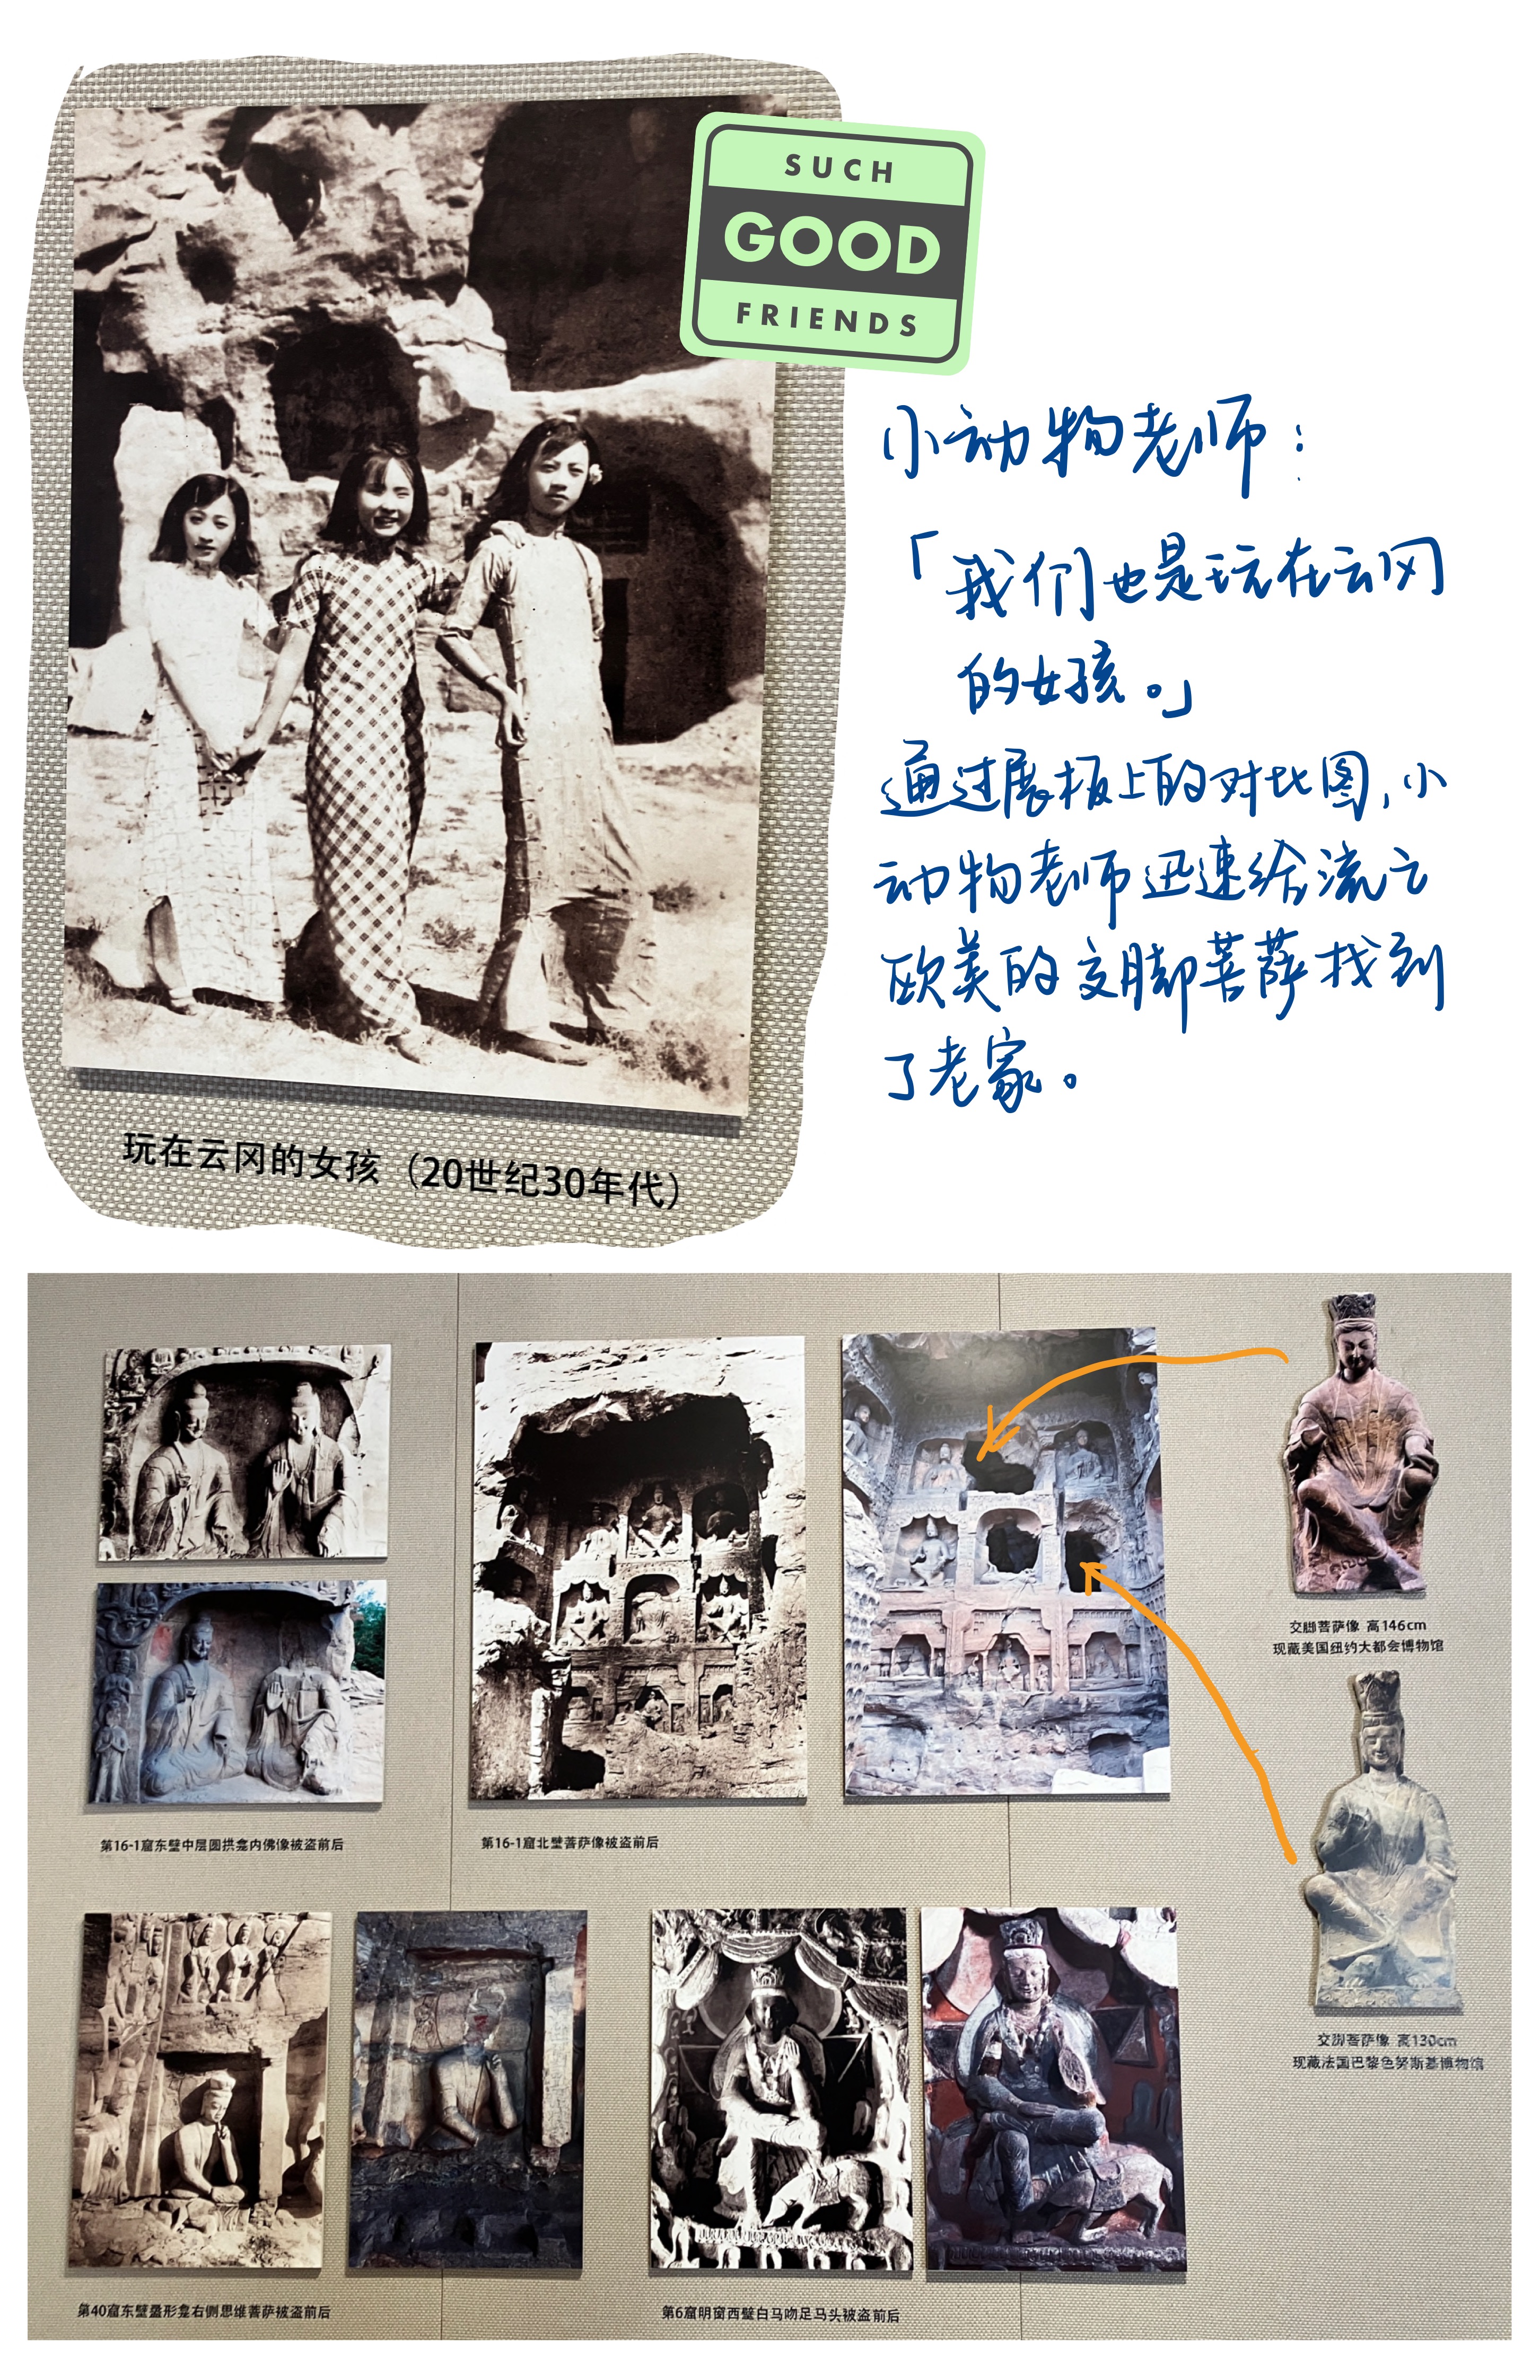 SUCH
GOOD
FRIENDS
小动物老师：
「我们也是玩在云冈
的女孩。」
通过展板上的对比图,小
动物老师迅速给流亡
欧美的交脚菩萨找到
了老家。
玩在云冈的女孩（20世纪30年代）
交脚菩萨像 高146cm
现藏美国纽约大都会博物馆
第16-1窟东壁中层圆拱龛内佛像被盗前后
第16-1窟北壁菩萨像被盗前后
交脚菩萨像 高130cm
现藏法国巴黎色努斯基博物馆
第40窟东壁盝形龛右侧思维菩萨被盗前后
第6窟明窗西壁白马吻足马头被盗前后